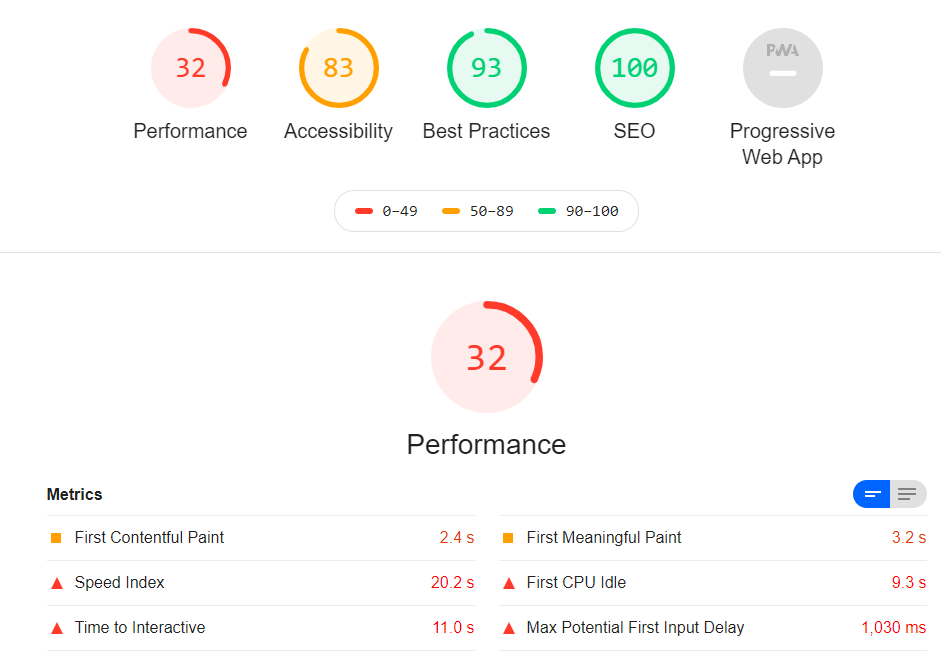 32
83
93
100
PWA
Performance
Accessibility
Best Practices
SEO
Progressive
Web App
0–49
50–89
90–100
32
Performance
Metrics
First Contentful Paint 2.4 s
First Meaningful Paint 3.2 s
Speed Index 20.2 s
First CPU Idle 9.3 s
Time to Interactive 11.0 s
Max Potential First Input Delay 1,030 ms